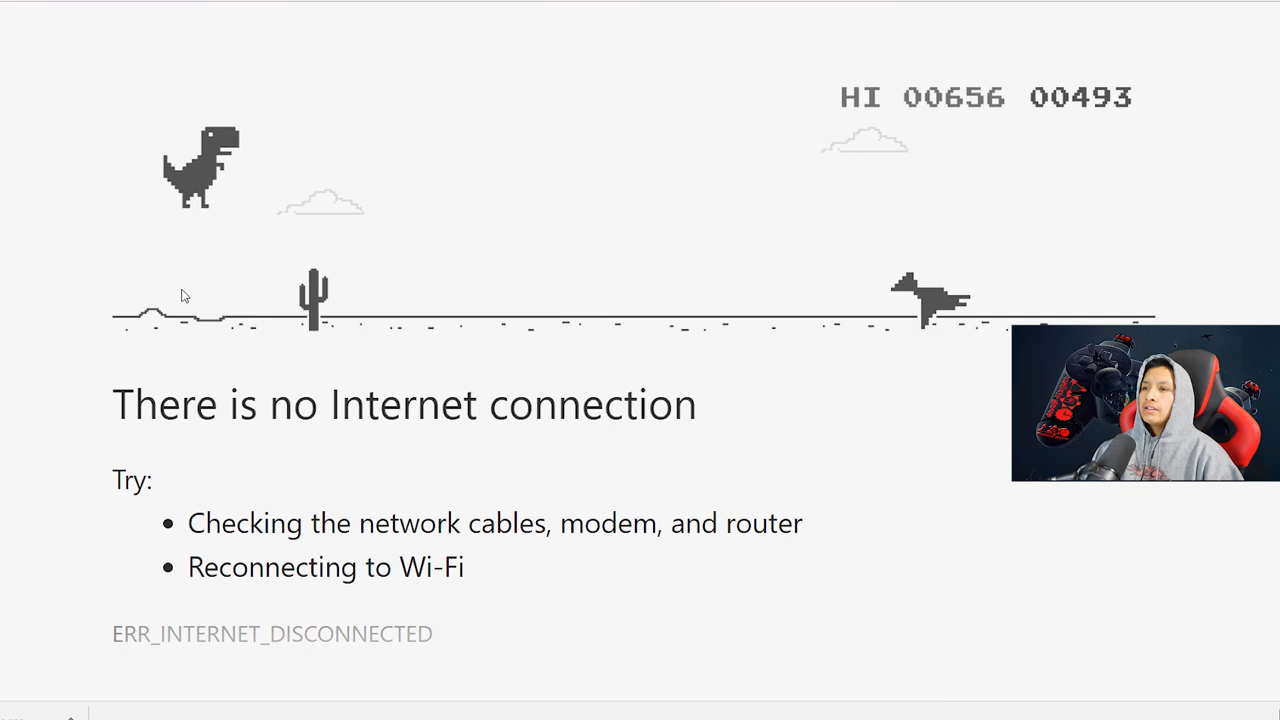 HI 00656 00493
There is no Internet connection
Try:
Checking the network cables, modem, and router
Reconnecting to Wi-Fi
ERR_INTERNET_DISCONNECTED